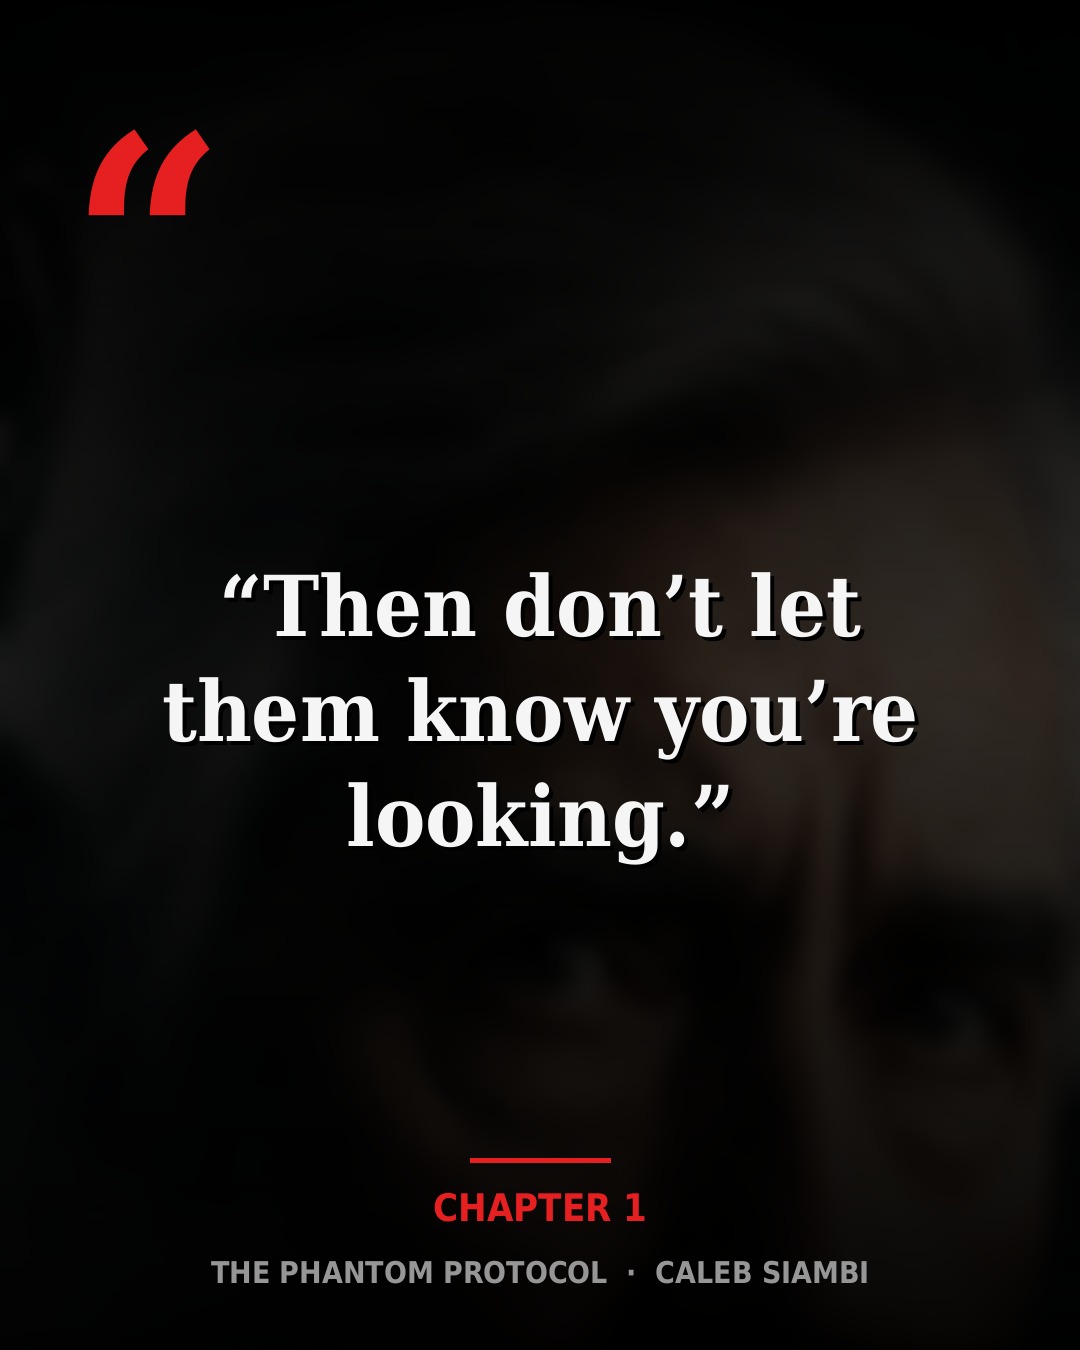 “
“Then don’t let
them know you’re
looking.”
CHAPTER 1
THE PHANTOM PROTOCOL · CALEB SIAMBI